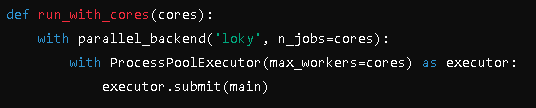 def run_with_cores(cores):
    with parallel_backend('loky', n_jobs=cores):
        with ProcessPoolExecutor(max_workers=cores) as executor:
            executor.submit(main)